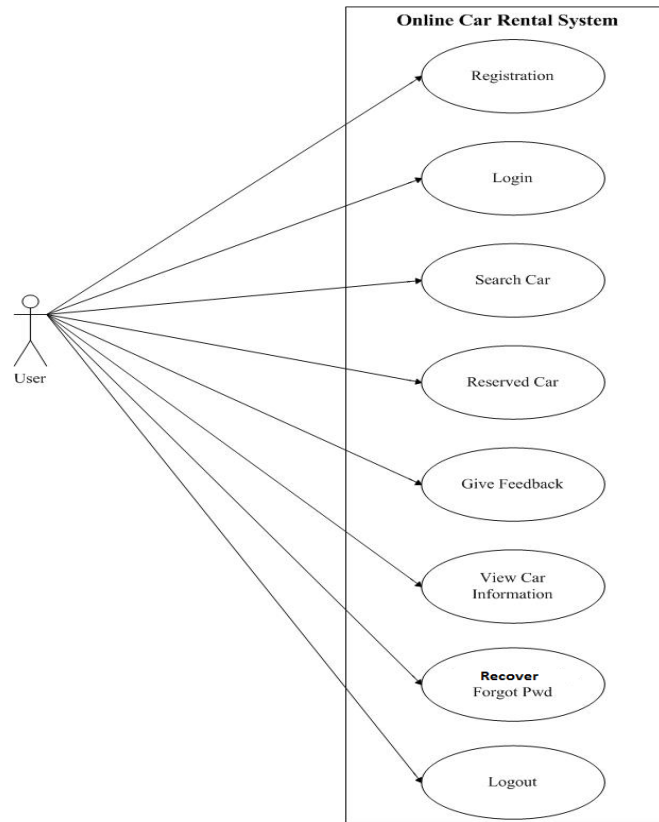 Online Car Rental System
Registration
Login
Search Car
User
Reserved Car
Give Feedback
View Car
Information
Recover
Forgot Pwd
Logout